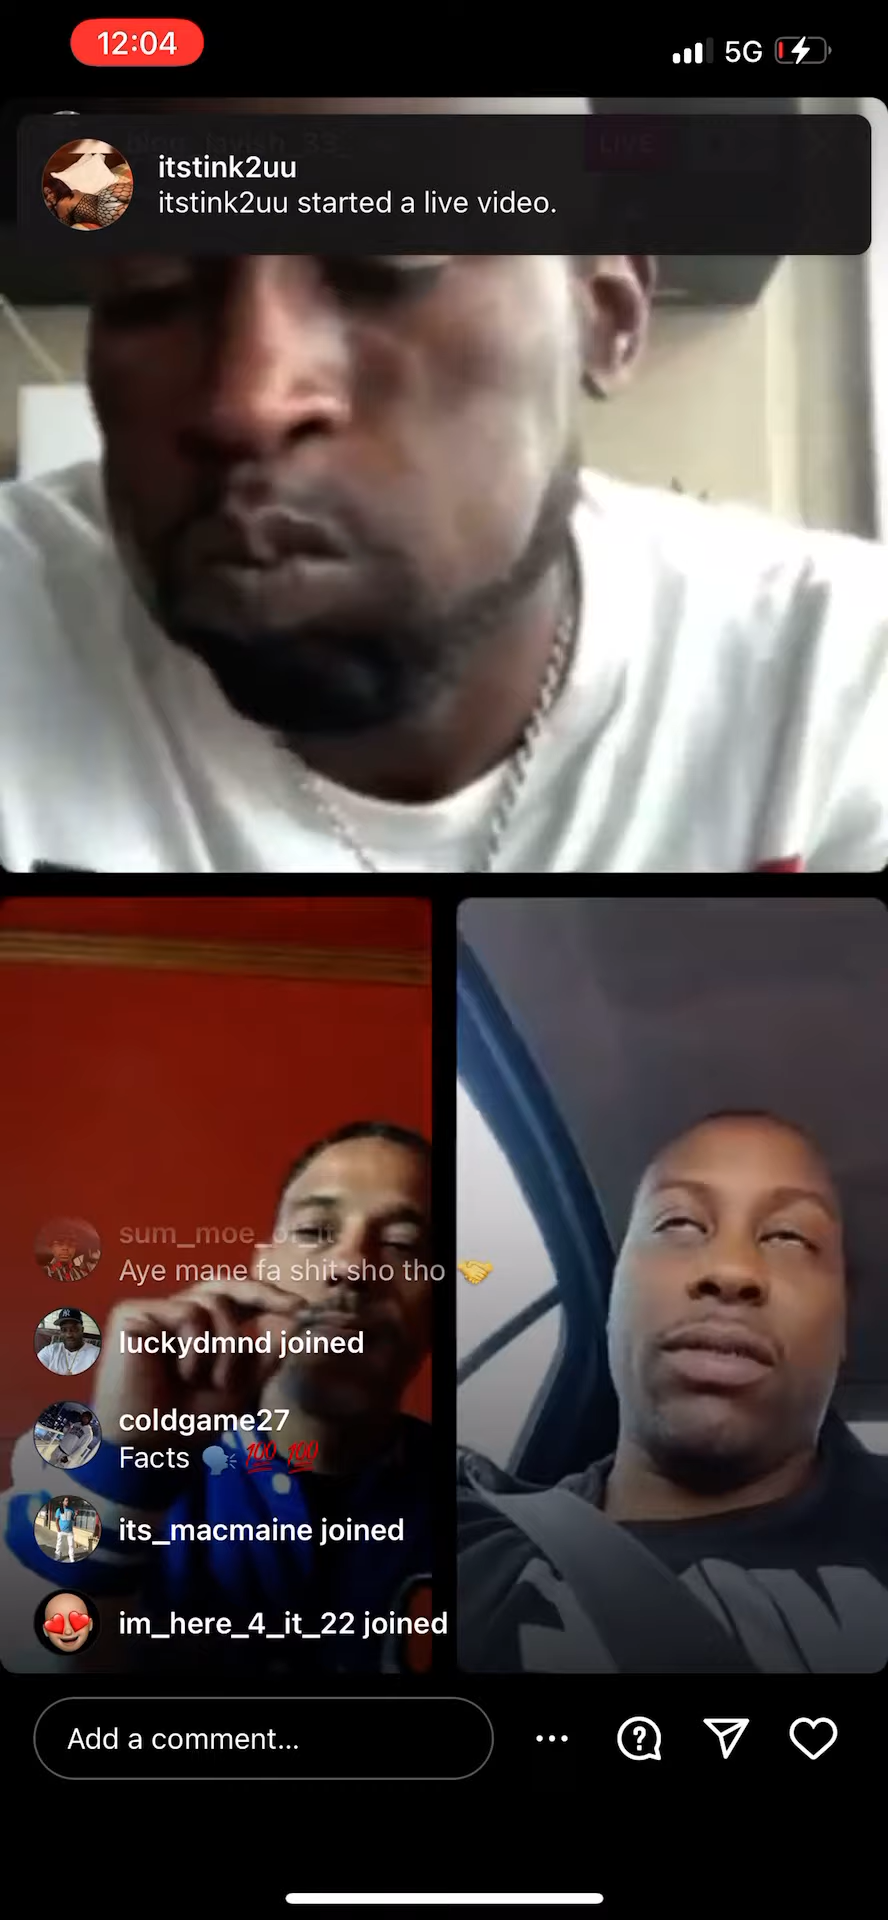 12:04
5G
LIVE
itstink2uu
itstink2uu started a live video.
Aye mane fa shit sho tho 🤝
luckydmnd joined
coldgame27
Facts 🗣️ 💯 💯
its_macmaine joined
im_here_4_it_22 joined
Add a comment...